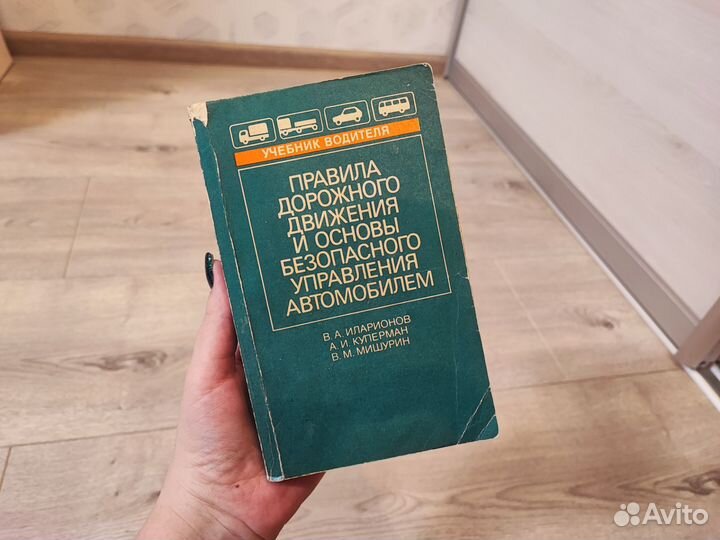 УЧЕБНИК ВОДИТЕЛЯ
ПРАВИЛА
ДОРОЖНОГО
ДВИЖЕНИЯ
И ОСНОВЫ
БЕЗОПАСНОГО
УПРАВЛЕНИЯ
АВТОМОБИЛЕМ
В. А. ИЛАРИОНОВ
А. И. КУПЕРМАН
В. М. МИШУРИН
Avito